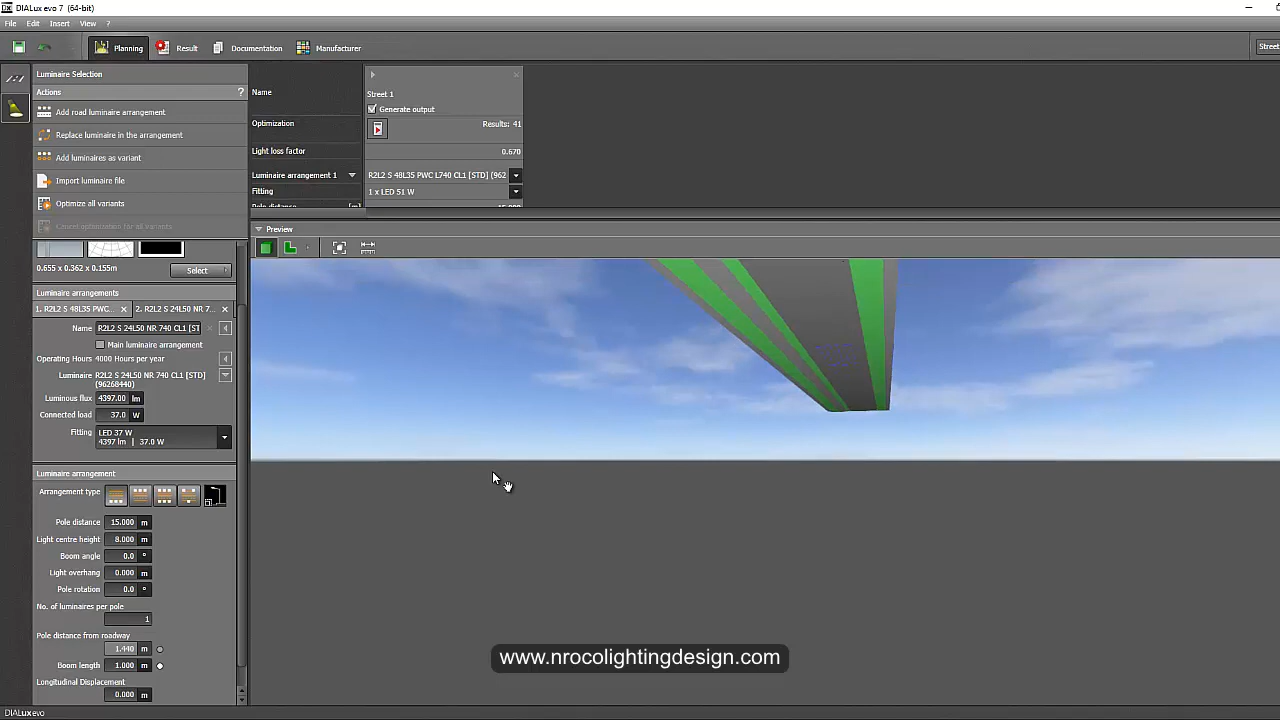 DIALux evo 7 (64-bit)
File Edit Insert View ?
Planning Result Documentation Manufacturer Street
Luminaire Selection
Actions ?
Add road luminaire arrangement
Replace luminaire in the arrangement
Add luminaires as variant
Import luminaire file
Optimize all variants
Cancel optimization for all variants
0.655 x 0.362 x 0.155m Select
Luminaire arrangements
1. R2L2 S 48L35 PWC... 2. R2L2 S 24L50 NR 7...
Name R2L2 S 24L50 NR 740 CL1 [ST
Main luminaire arrangement
Operating Hours 4000 Hours per year
Luminaire R2L2 S 24L50 NR 740 CL1 [STD]
(96268440)
Luminous flux 4397.00 lm
Connected load 37.0 W
Fitting LED 37 W
4397 lm | 37.0 W
Luminaire arrangement
Arrangement type
Pole distance 15.000 m
Light centre height 8.000 m
Boom angle 0.0 °
Light overhang 0.000 m
Pole rotation 0.0 °
No. of luminaires per pole
1
Pole distance from roadway
1.440 m
Boom length 1.000 m
Longitudinal Displacement
0.000 m
DIALux evo
Name Street 1
Generate output
Optimization Results: 41
Light loss factor 0.670
Luminaire arrangement 1 R2L2 S 48L35 PWC L740 CL1 [STD] (962
Fitting 1 x LED 51 W
Pole distance [m] 15.000
Preview
www.nrocolightingdesign.com